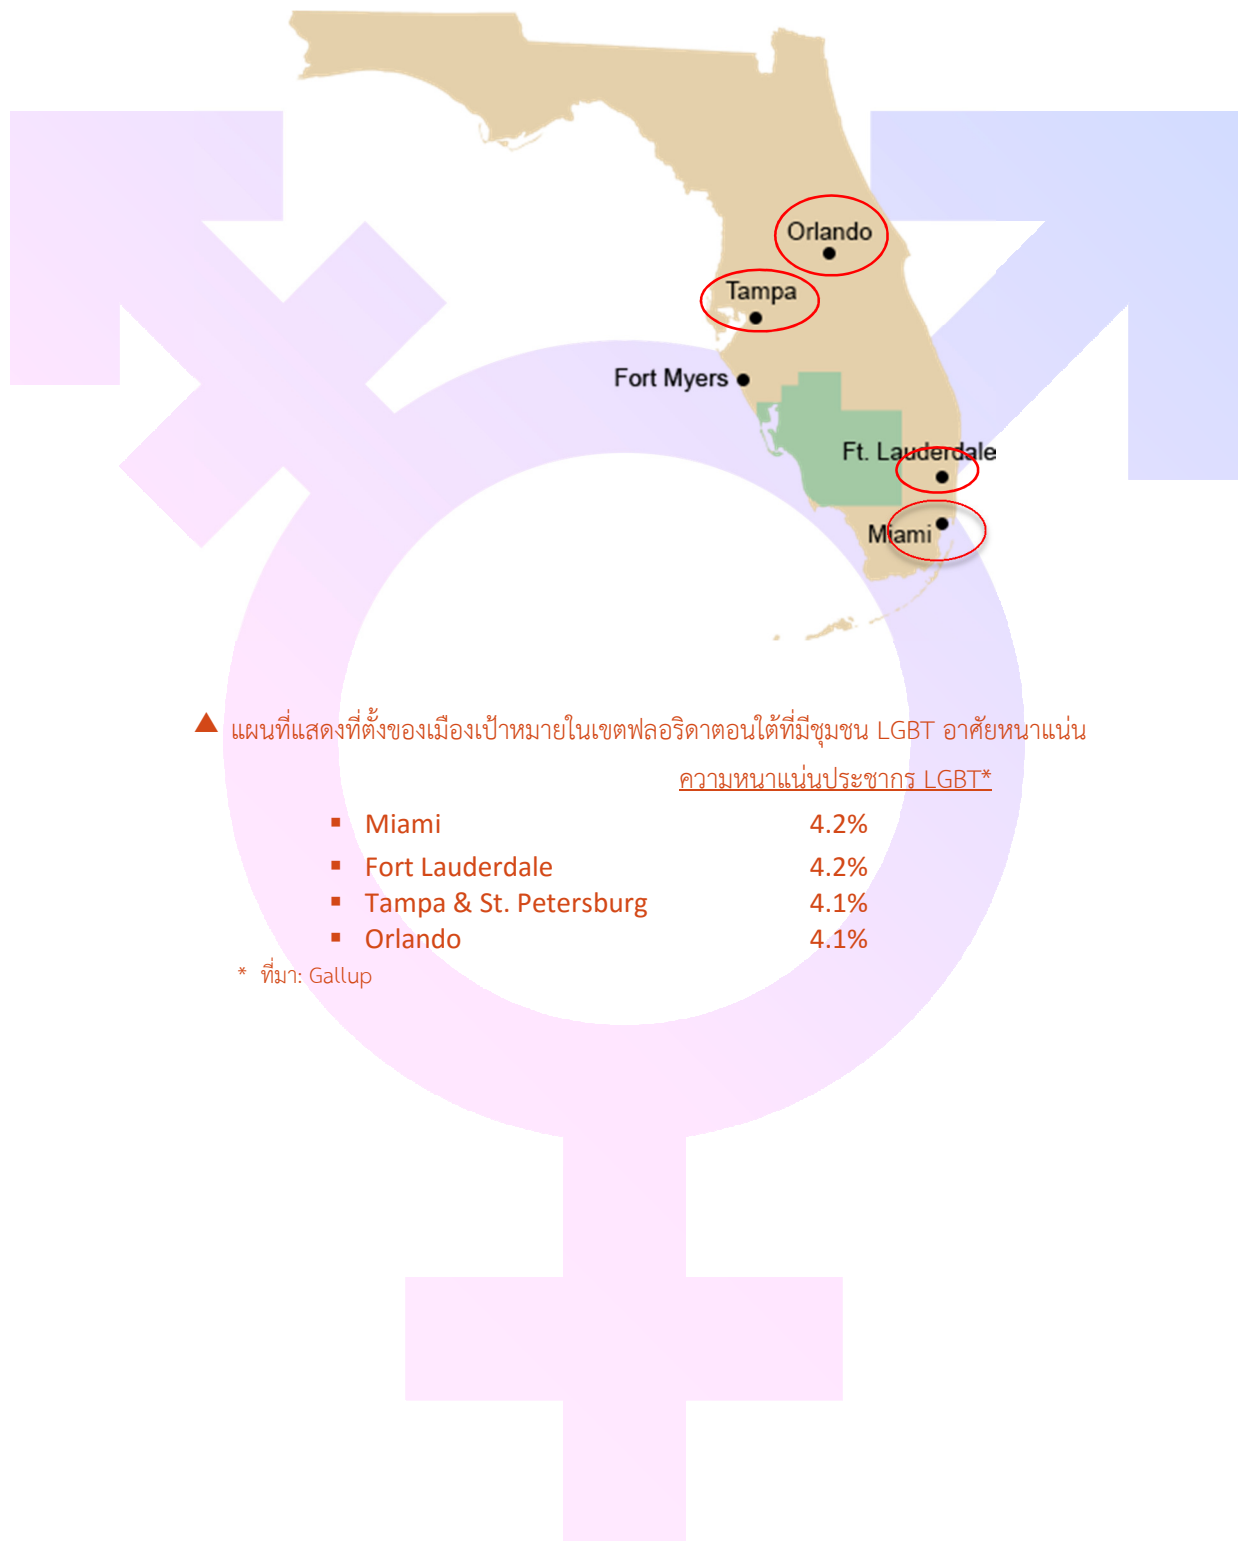 Orlando
Tampa
Fort Myers
Ft. Lauderdale
Miami
▲ แผนที่แสดงที่ตั้งของเมืองเป้าหมายในเขตฟลอริดาตอนใต้ที่มีชุมชน LGBT อาศัยหนาแน่น
ความหนาแน่นประชากร LGBT*
▪ Miami 4.2%
▪ Fort Lauderdale 4.2%
▪ Tampa & St. Petersburg 4.1%
▪ Orlando 4.1%
* ที่มา: Gallup